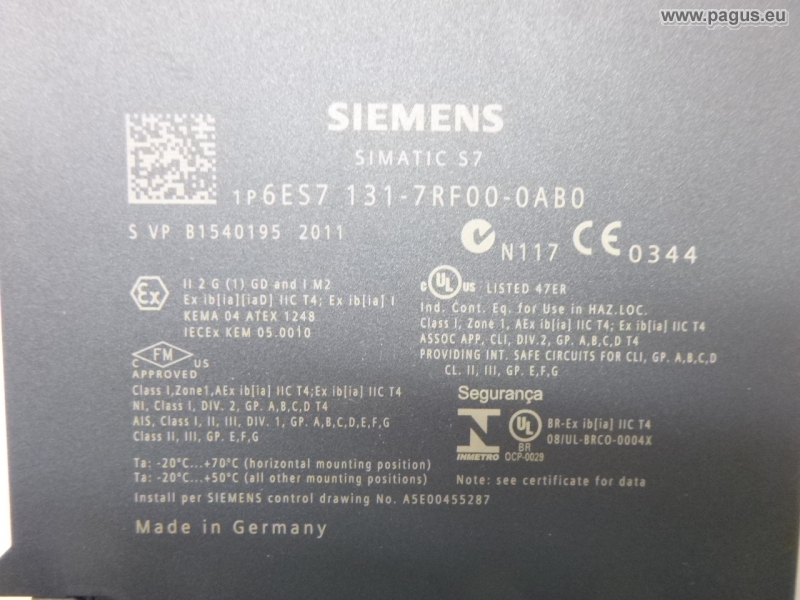 www.pagus.eu
SIEMENS
SIMATIC S7
1P 6ES7 131-7RF00-0AB0
S VP B1540195 2011
N117 CE 0344
Ex
II 2 G (1) GD and I M2
Ex ib[ia][iaD] IIC T4; Ex ib[ia] I
KEMA 04 ATEX 1248
IECEx KEM 05.0010
C UL US LISTED 47ER
Ind. Cont. Eq. for Use in HAZ.LOC.
Class I, Zone 1, AEx ib[ia] IIC T4; Ex ib[ia] IIC T4
ASSOC APP, CLI, DIV.2, GP. A,B,C,D T4
PROVIDING INT. SAFE CIRCUITS FOR CLI, GP. A,B,C,D
CL. II, III, GP. E,F,G
FM
C US
APPROVED
Class I,Zone1,AEx ib[ia] IIC T4;Ex ib[ia] IIC T4
NI, Class I, DIV. 2, GP. A,B,C,D T4
AIS, Class I, II, III, DIV. 1, GP. A,B,C,D,E,F,G
Class II, III, GP. E,F,G
Segurança
INMETRO
UL
BR
OCP-0029
BR-Ex ib[ia] IIC T4
08/UL-BRCO-0004X
Ta: -20°C...+70°C (horizontal mounting position)
Ta: -20°C...+50°C (all other mounting positions)
Note: see certificate for data
Install per SIEMENS control drawing No. A5E00455287
Made in Germany